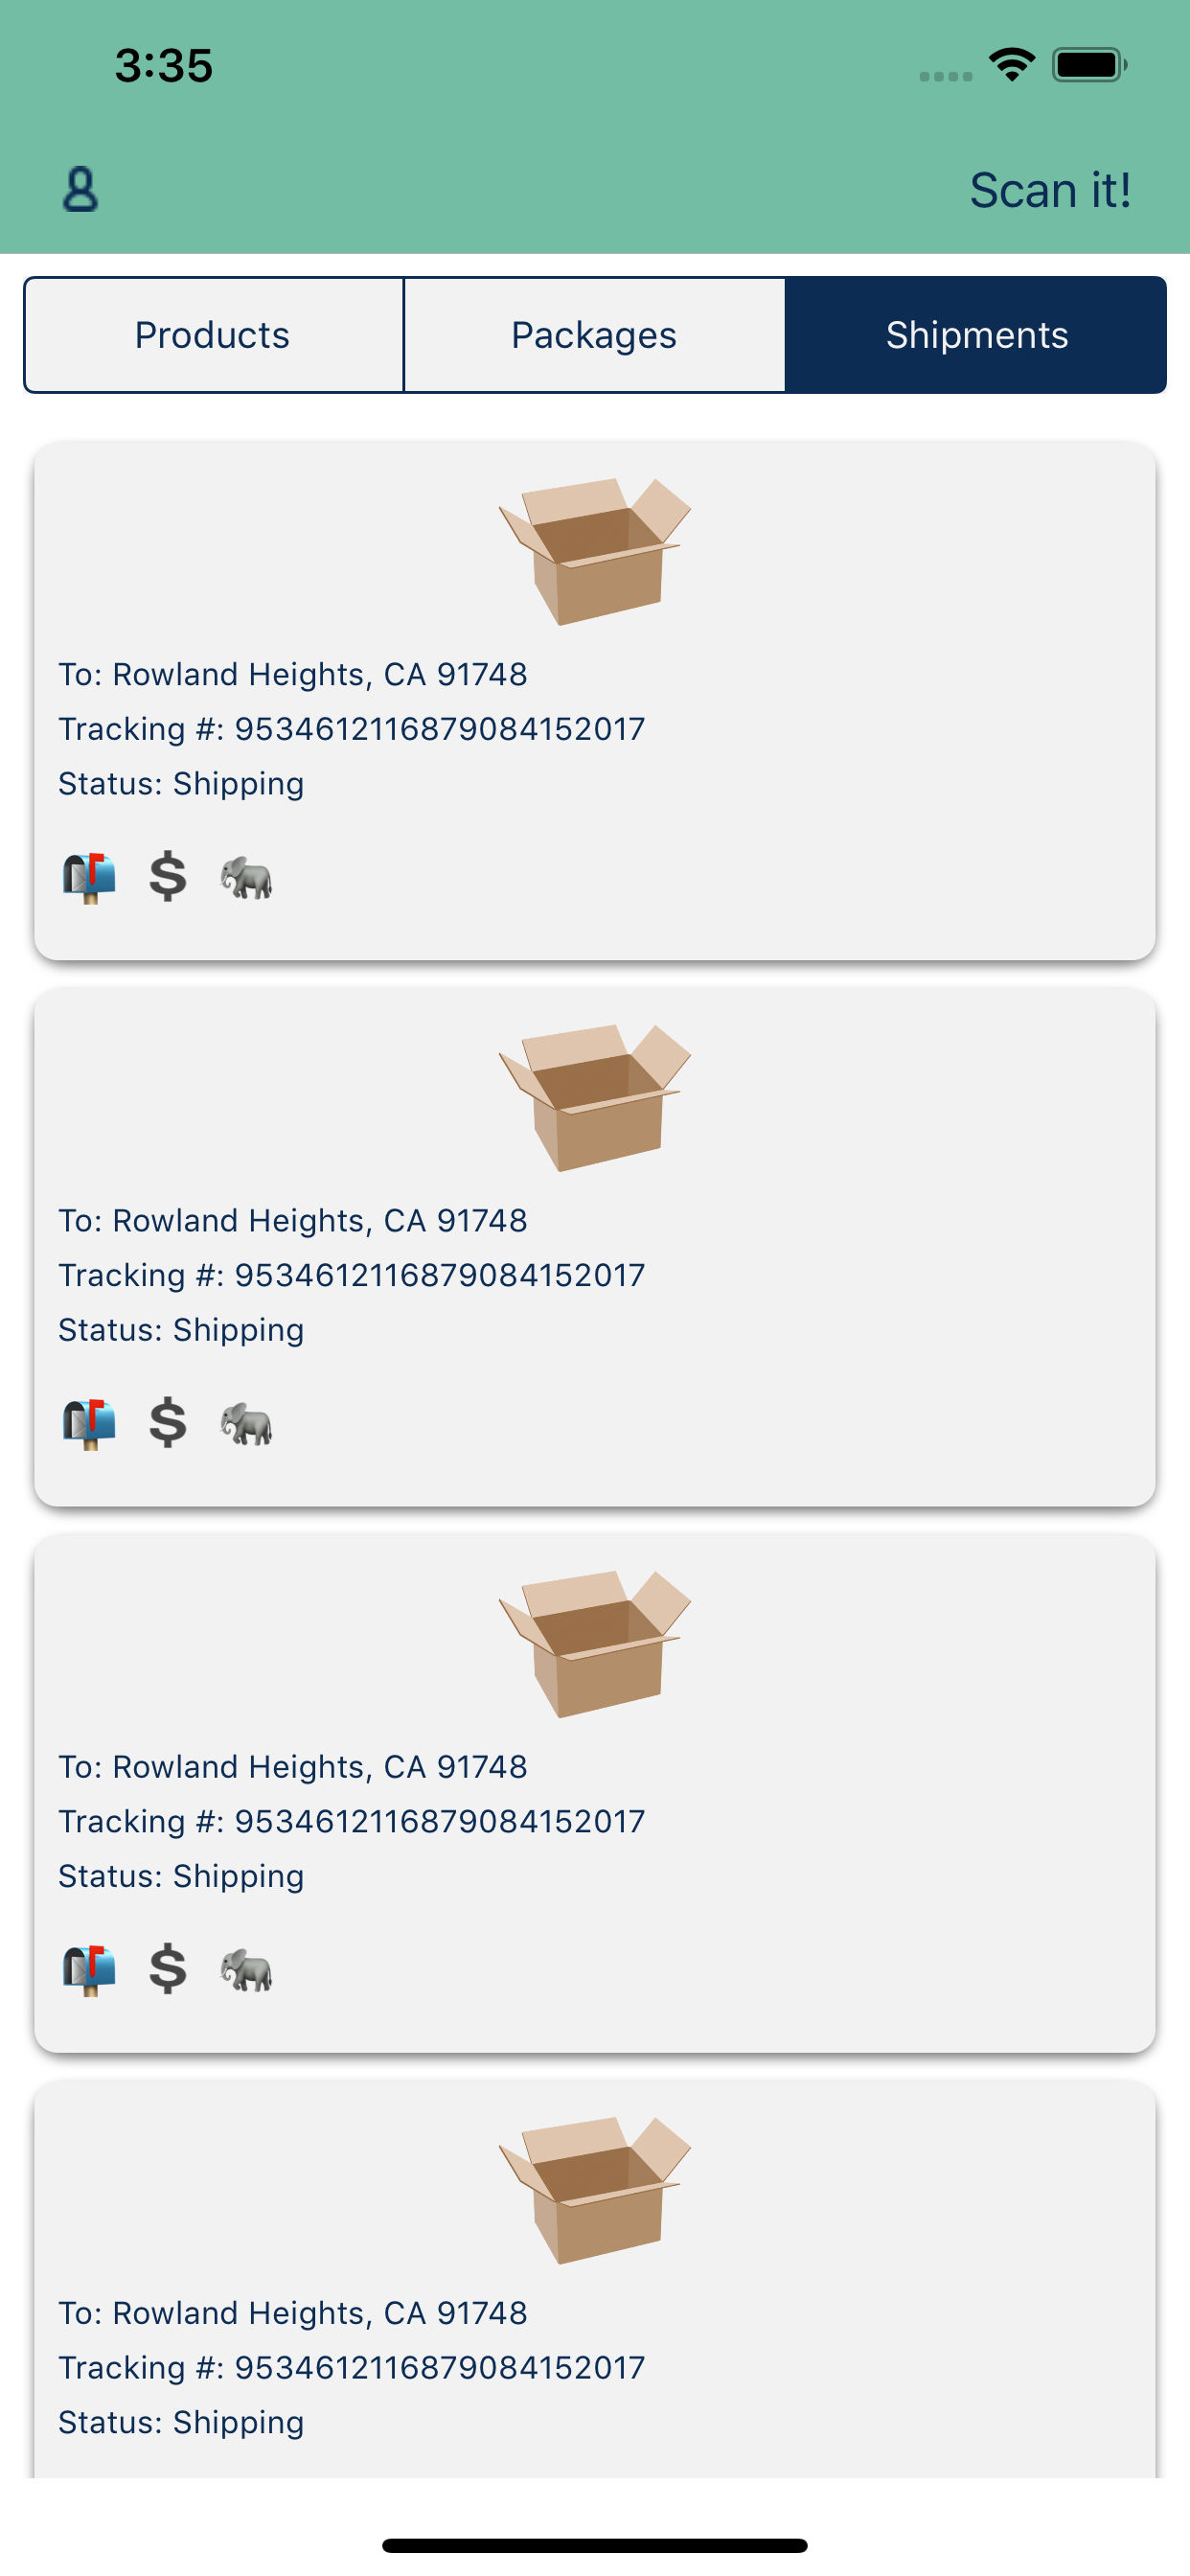 3:35
Scan it!
Products Packages Shipments
To: Rowland Heights, CA 91748
Tracking #: 9534612116879084152017
Status: Shipping
$
To: Rowland Heights, CA 91748
Tracking #: 9534612116879084152017
Status: Shipping
$
To: Rowland Heights, CA 91748
Tracking #: 9534612116879084152017
Status: Shipping
$
To: Rowland Heights, CA 91748
Tracking #: 9534612116879084152017
Status: Shipping